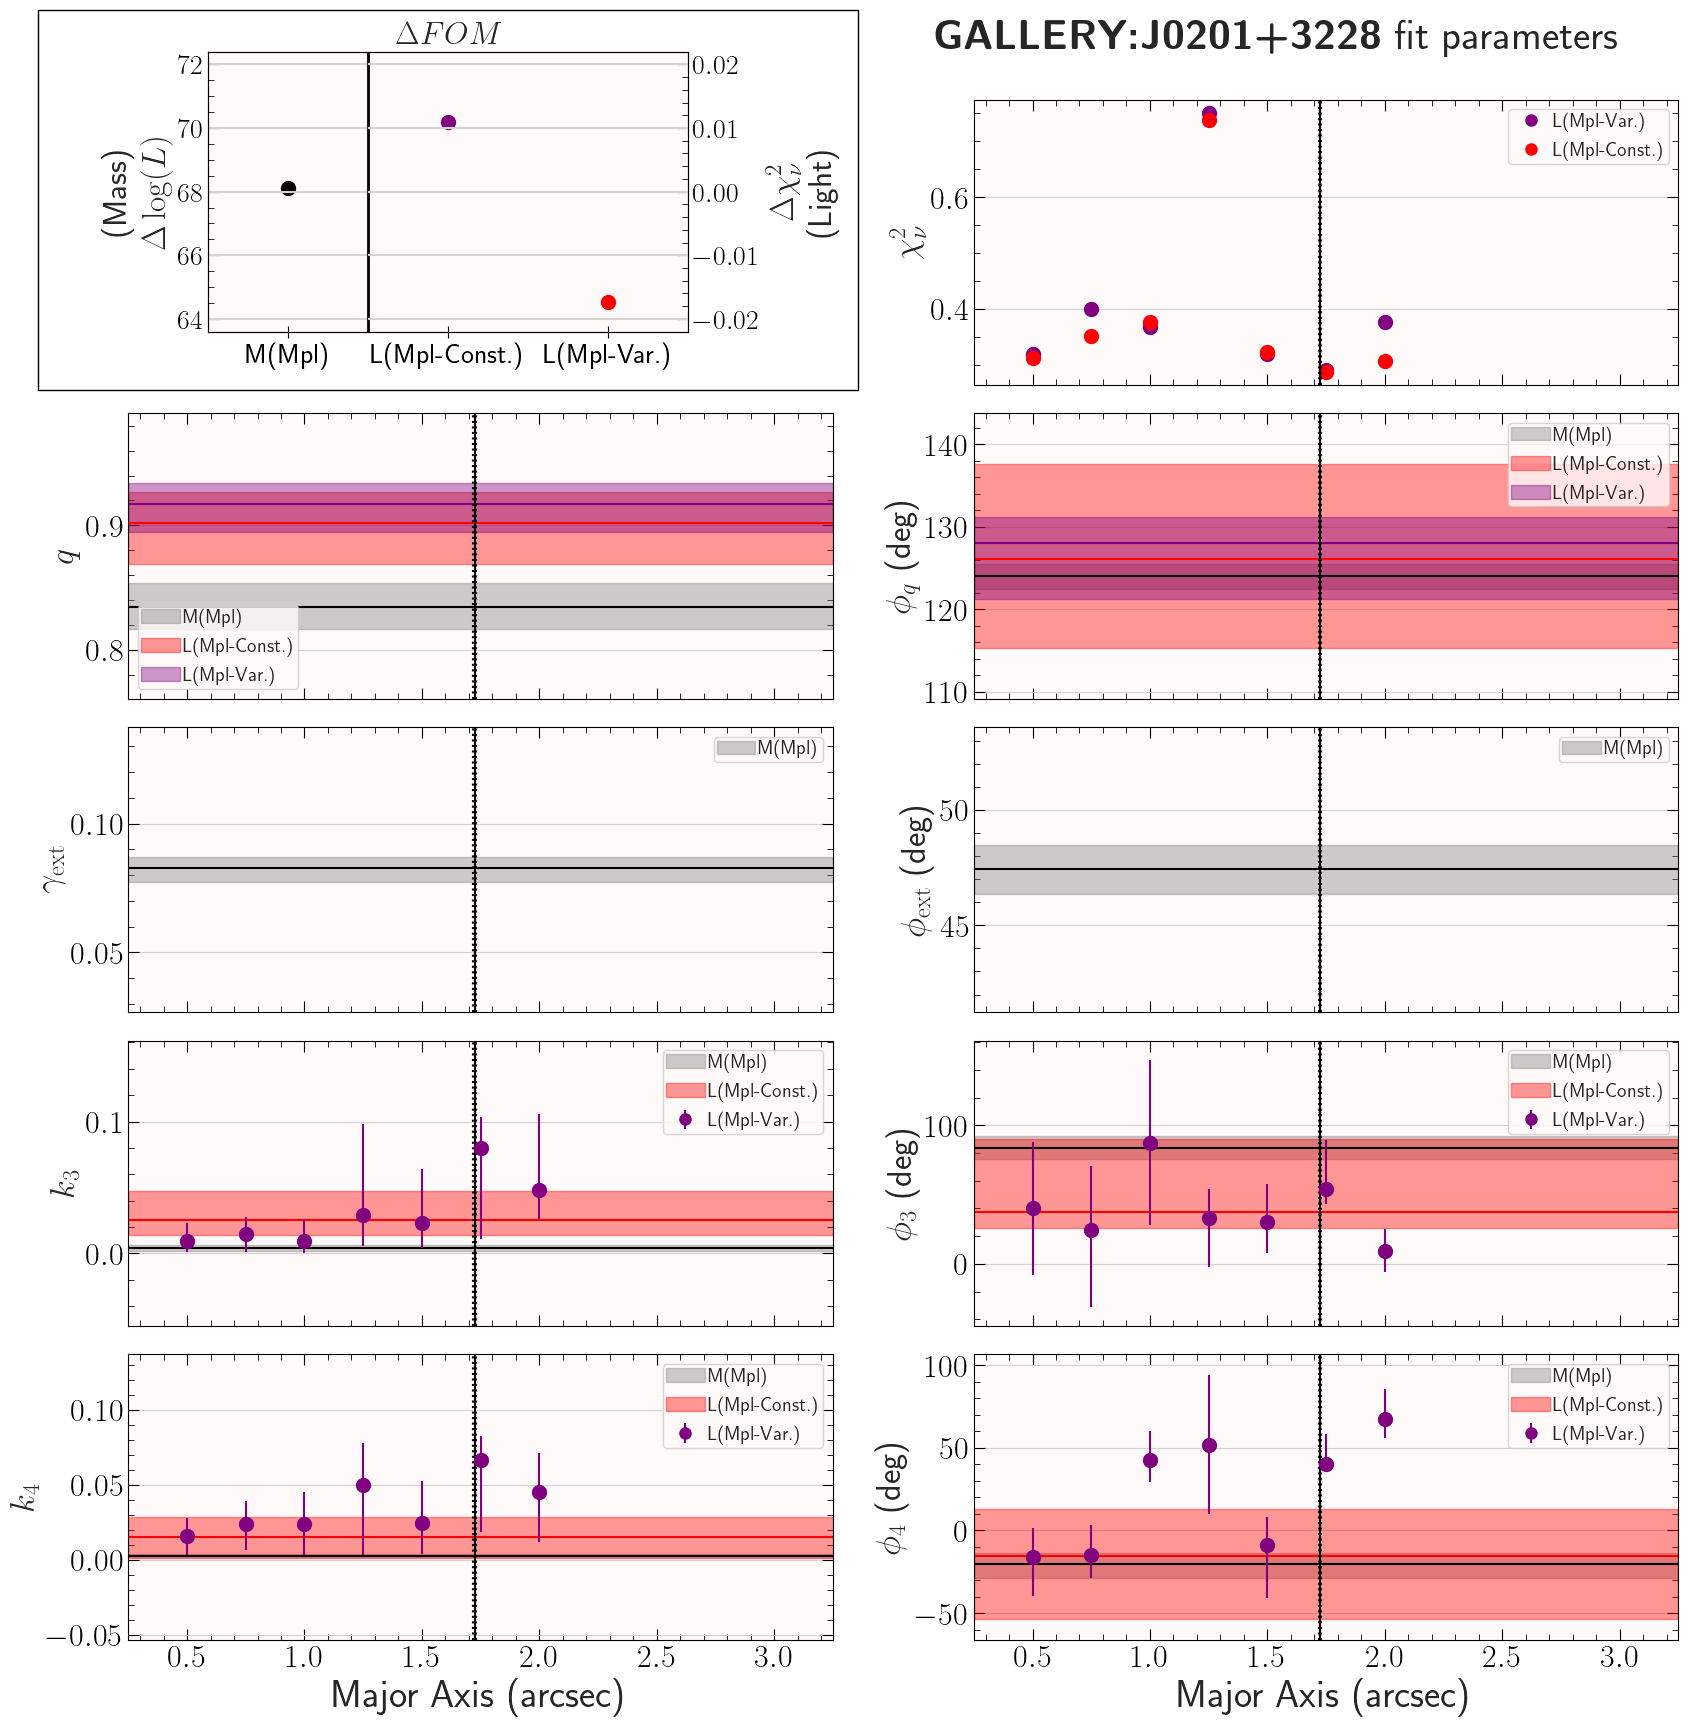 GALLERY:J0201+3228 fit parameters
ΔFOM
72
70
68
66
64
0.02
0.01
0.00
−0.01
−0.02
(Mass)
Δ log(L)
Δχ²ᵥ
(Light)
M(Mpl)
L(Mpl-Const.)
L(Mpl-Var.)
L(Mpl-Var.)
L(Mpl-Const.)
0.6
0.4
χ²ᵥ
0.9
0.8
q
M(Mpl)
L(Mpl-Const.)
L(Mpl-Var.)
140
130
120
110
ϕq (deg)
M(Mpl)
L(Mpl-Const.)
L(Mpl-Var.)
0.10
0.05
γext
M(Mpl)
50
45
ϕext (deg)
M(Mpl)
0.1
0.0
k3
M(Mpl)
L(Mpl-Const.)
L(Mpl-Var.)
100
0
ϕ3 (deg)
M(Mpl)
L(Mpl-Const.)
L(Mpl-Var.)
0.10
0.05
0.00
−0.05
k4
M(Mpl)
L(Mpl-Const.)
L(Mpl-Var.)
0.5 1.0 1.5 2.0 2.5 3.0
Major Axis (arcsec)
100
50
0
−50
ϕ4 (deg)
M(Mpl)
L(Mpl-Const.)
L(Mpl-Var.)
0.5 1.0 1.5 2.0 2.5 3.0
Major Axis (arcsec)